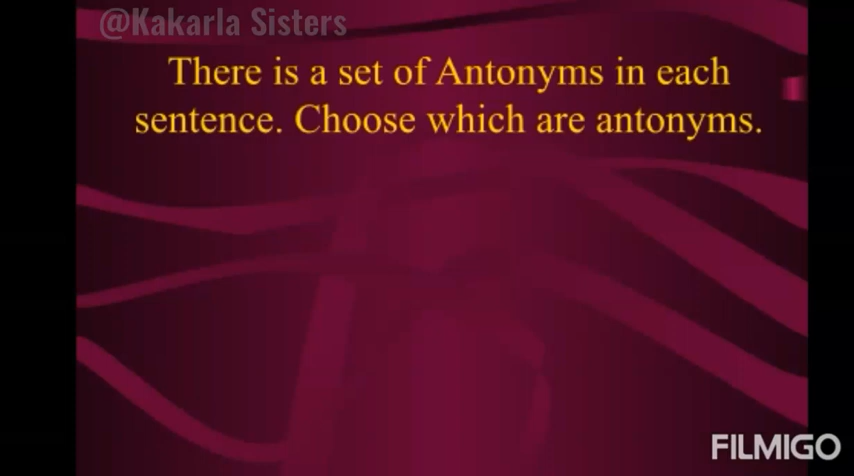 @Kakarla Sisters
There is a set of Antonyms in each
sentence. Choose which are antonyms.
FILMIGO